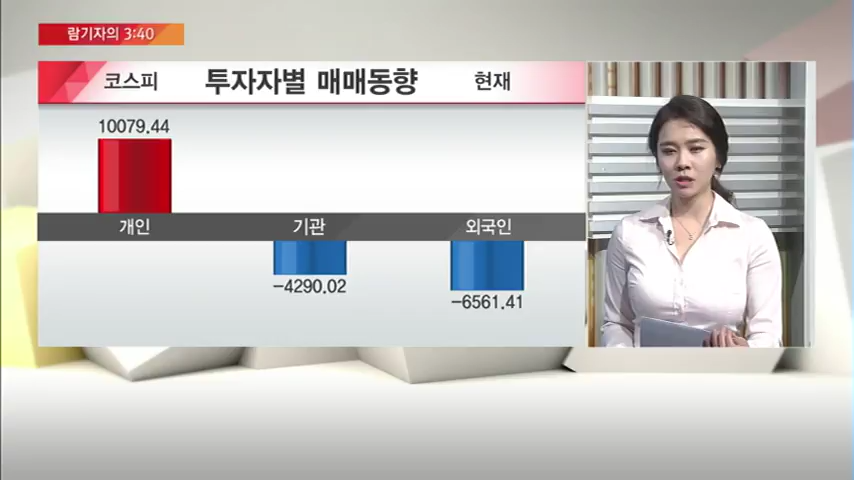 람기자의 3:40
코스피 투자자별 매매동향 현재
10079.44
개인 기관 외국인
-4290.02
-6561.41